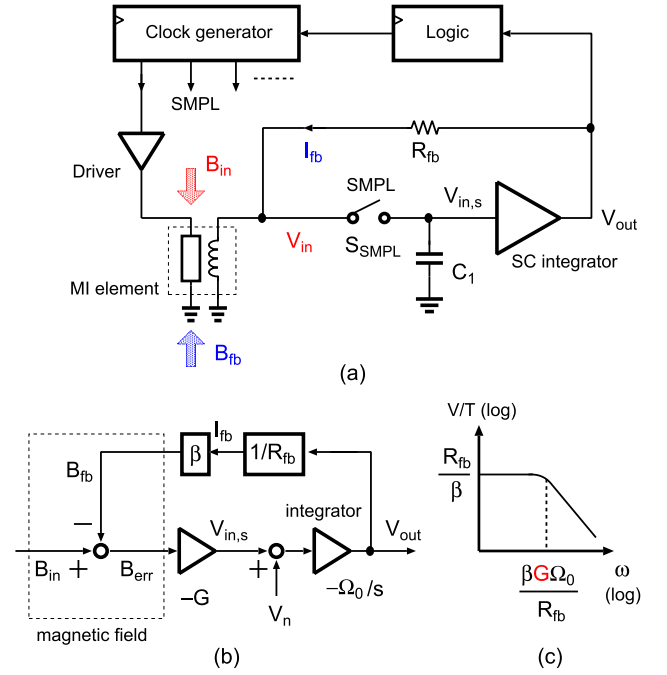 Clock generator
Logic
SMPL
Driver
B_in
I_fb
R_fb
SMPL
V_in,s
V_out
V_in
S_SMPL
C_1
SC integrator
MI element
B_fb
(a)
I_fb
β
1/R_fb
B_fb
integrator
V_in,s
V_out
−
B_in +
B_err
+
−G
V_n
−Ω_0/s
magnetic field
(b)
V/T (log)
R_fb
β
ω
(log)
βGΩ_0
R_fb
(c)